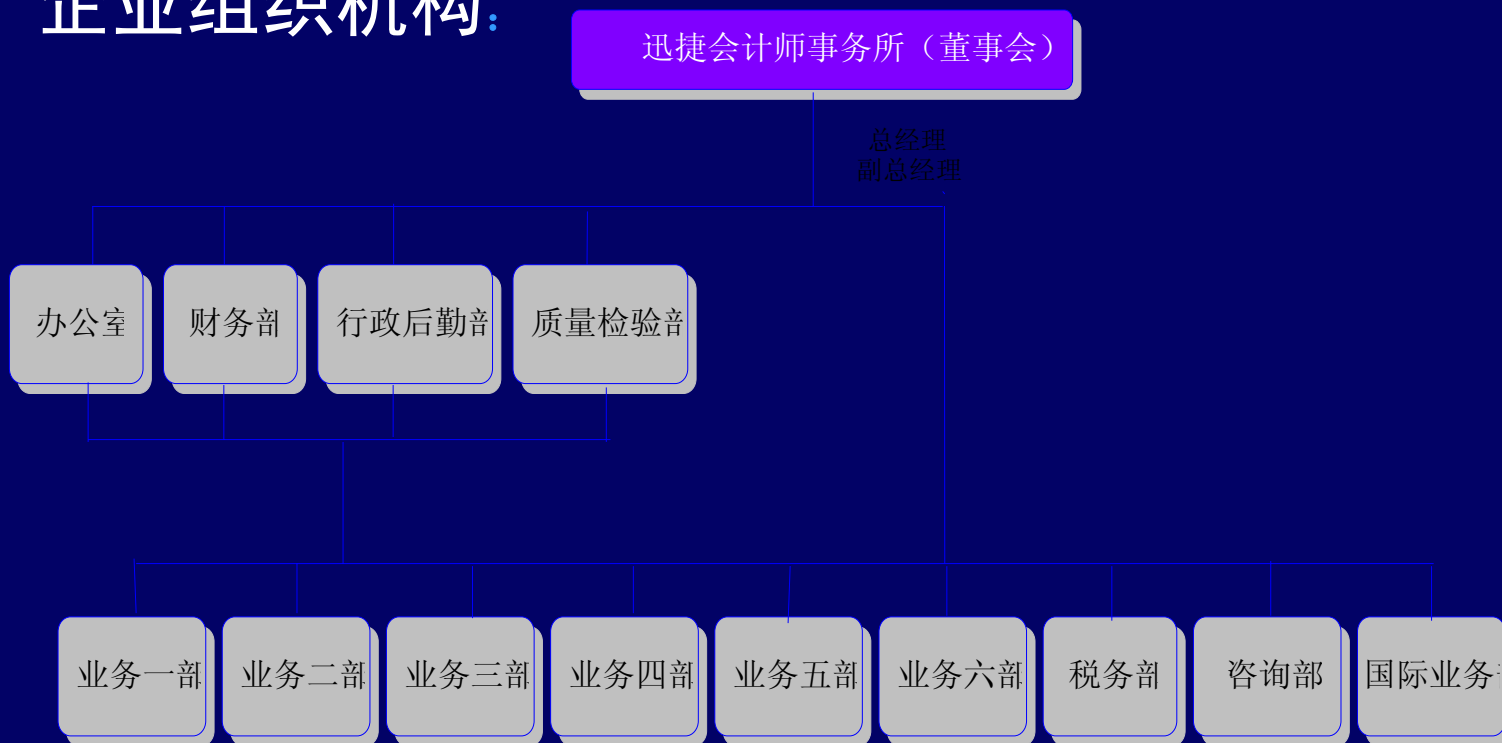 企业组织机构：
迅捷会计师事务所（董事会）
总经理
副总经理
办公室
财务部
行政后勤部
质量检验部
业务一部
业务二部
业务三部
业务四部
业务五部
业务六部
税务部
咨询部
国际业务部